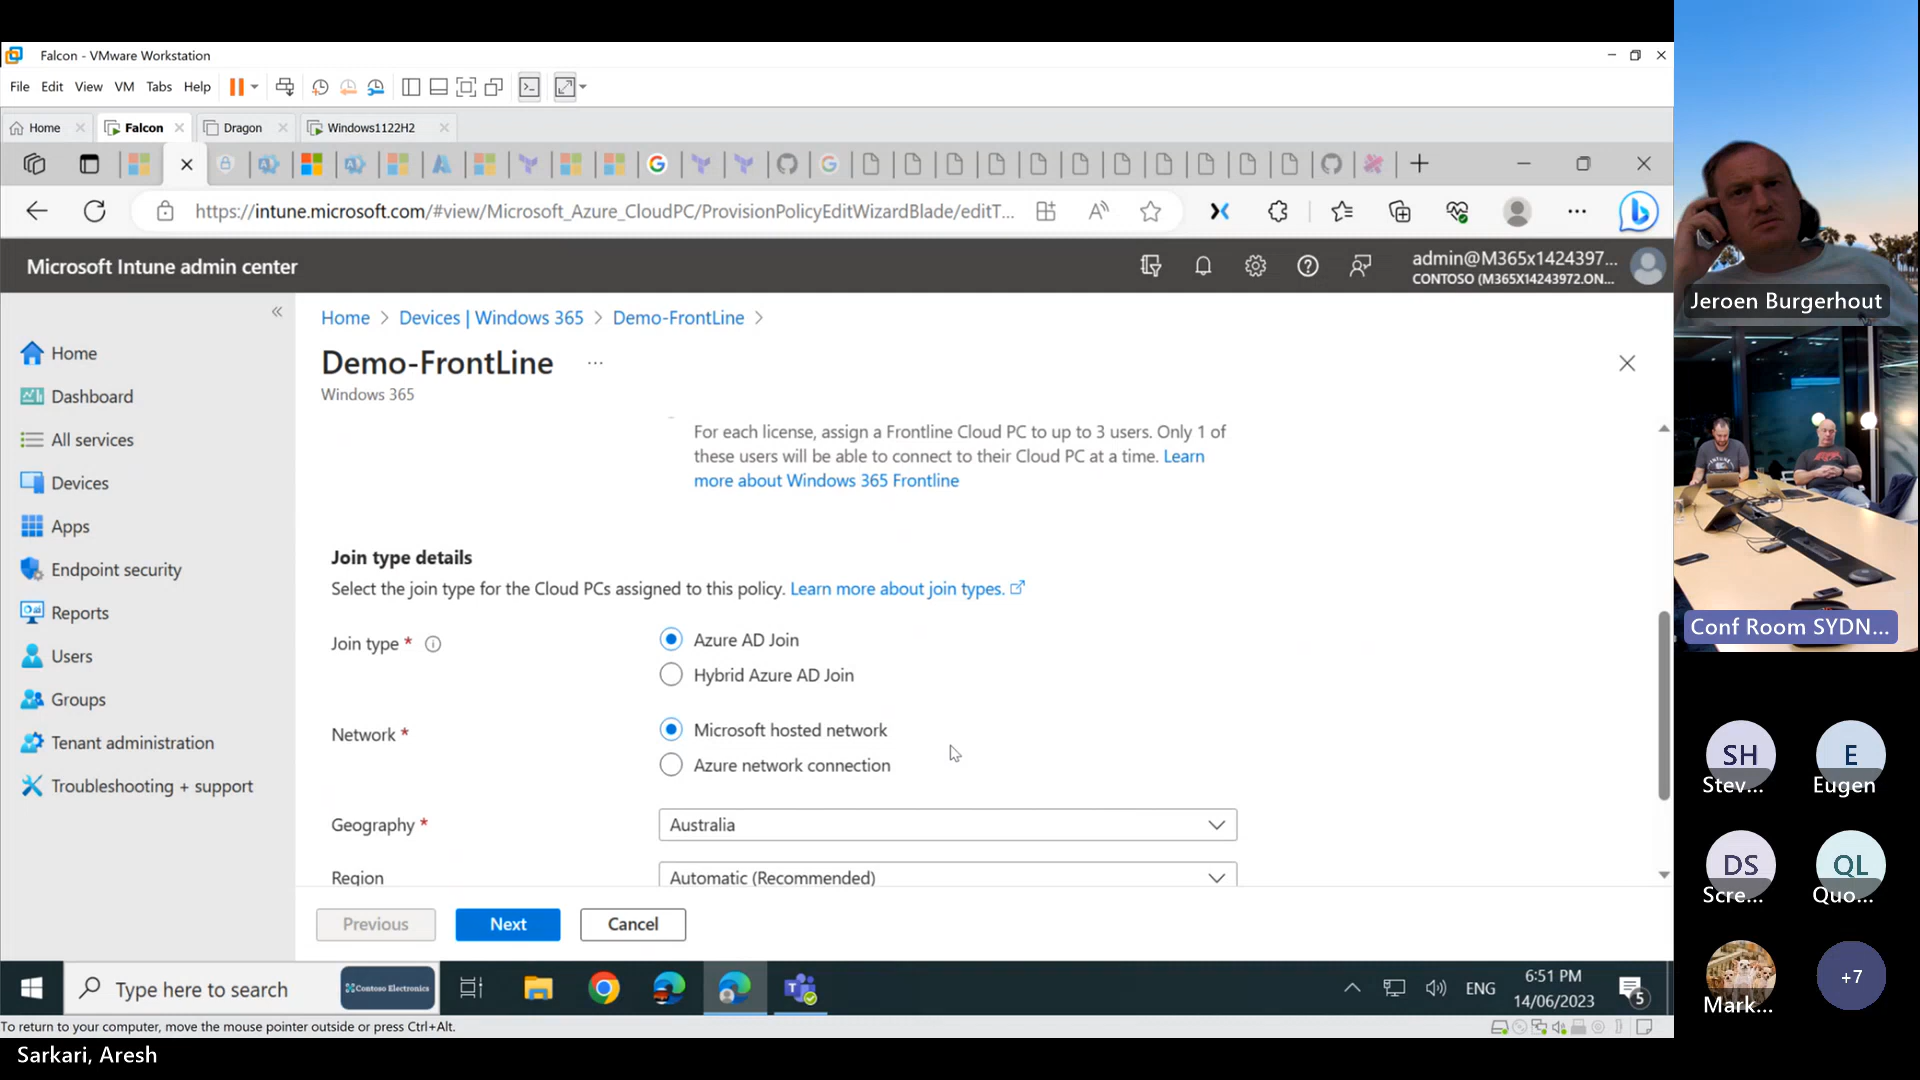 Falcon - VMware Workstation
File Edit View VM Tabs Help
Home Falcon Dragon Windows1122H2
https://intune.microsoft.com/#view/Microsoft_Azure_CloudPC/ProvisionPolicyEditWizardBlade/editT...
Microsoft Intune admin center
admin@M365x1424397...
CONTOSO (M365X14243972.ON...
Home
Dashboard
All services
Devices
Apps
Endpoint security
Reports
Users
Groups
Tenant administration
Troubleshooting + support
Home > Devices | Windows 365 > Demo-FrontLine >
Demo-FrontLine ...
Windows 365
For each license, assign a Frontline Cloud PC to up to 3 users. Only 1 of
these users will be able to connect to their Cloud PC at a time. Learn
more about Windows 365 Frontline
Join type details
Select the join type for the Cloud PCs assigned to this policy. Learn more about join types.
Join type *
Azure AD Join
Hybrid Azure AD Join
Network *
Microsoft hosted network
Azure network connection
Geography *
Australia
Region
Automatic (Recommended)
Previous Next Cancel
Type here to search
Contoso Electronics
ENG
6:51 PM
14/06/2023
5
To return to your computer, move the mouse pointer outside or press Ctrl+Alt.
Sarkari, Aresh
Jeroen Burgerhout
INTUNE
Conf Room SYDN...
SH
Stev...
E
Eugen
DS
Scre...
QL
Quo...
Mark...
+7